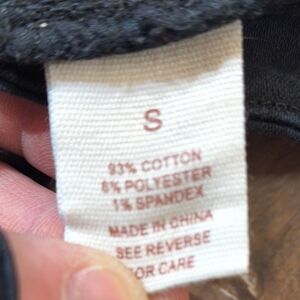 S
93% COTTON
6% POLYESTER
1% SPANDEX
MADE IN CHINA
SEE REVERSE
FOR CARE